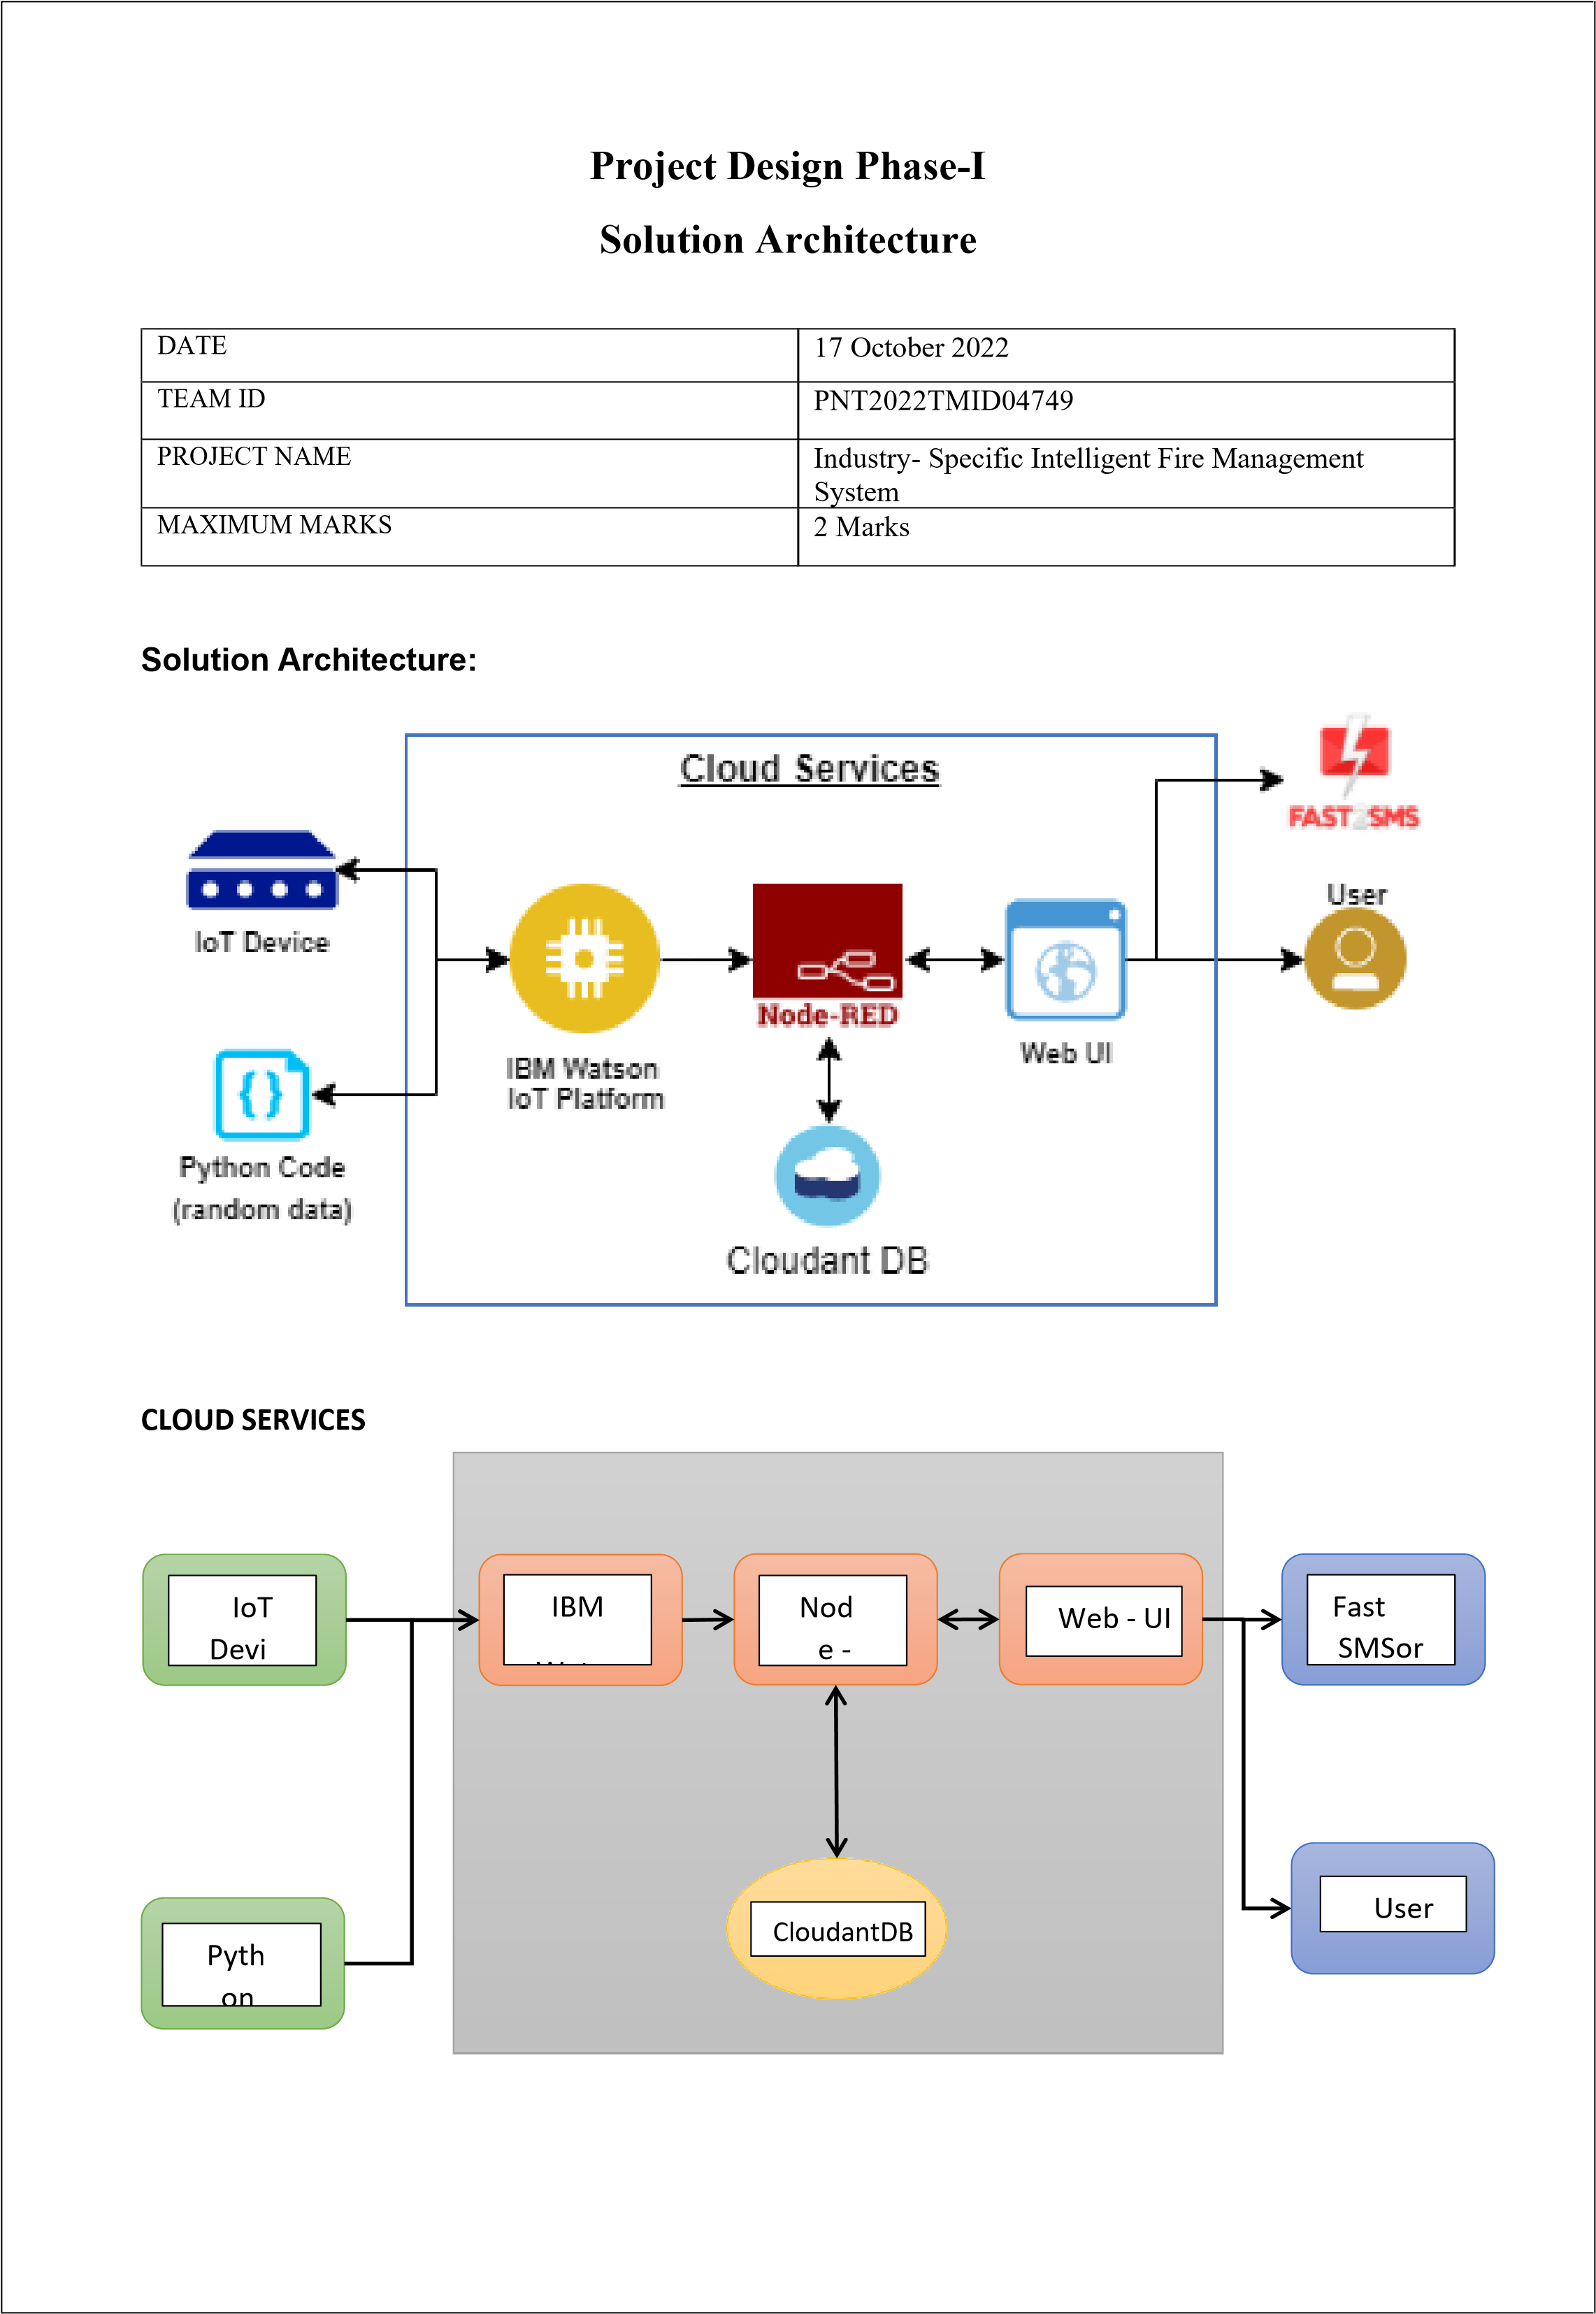 Project Design Phase-I
Solution Architecture
DATE
17 October 2022
TEAM ID
PNT2022TMID04749
PROJECT NAME
Industry- Specific Intelligent Fire Management
System
MAXIMUM MARKS
2 Marks
Solution Architecture:
Cloud Services
FAST2SMS
IoT Device
User
Node-RED
IBM Watson
IoT Platform
Web UI
Python Code
(random data)
Cloudant DB
CLOUD SERVICES
IoT
Devi
IBM
Nod
e -
Web - UI
Fast
SMSor
Pyth
on
CloudantDB
User